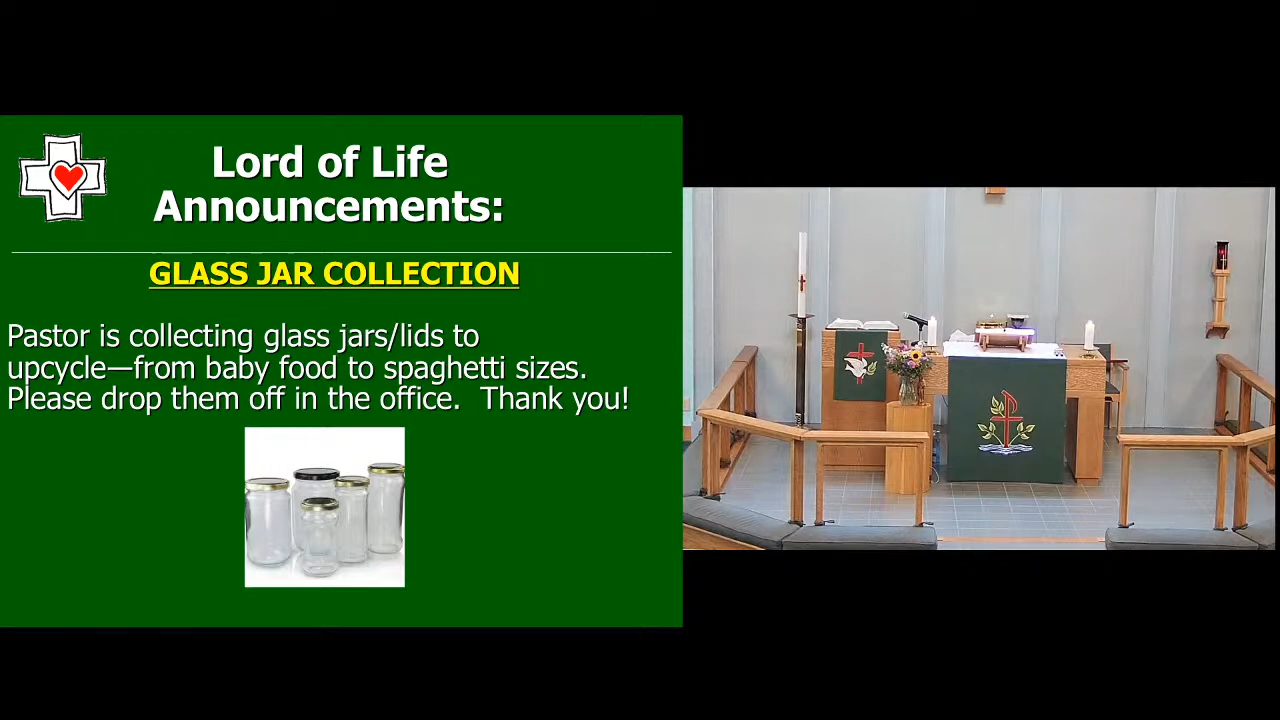 Lord of Life
Announcements:
GLASS JAR COLLECTION
Pastor is collecting glass jars/lids to
upcycle—from baby food to spaghetti sizes.
Please drop them off in the office.  Thank you!